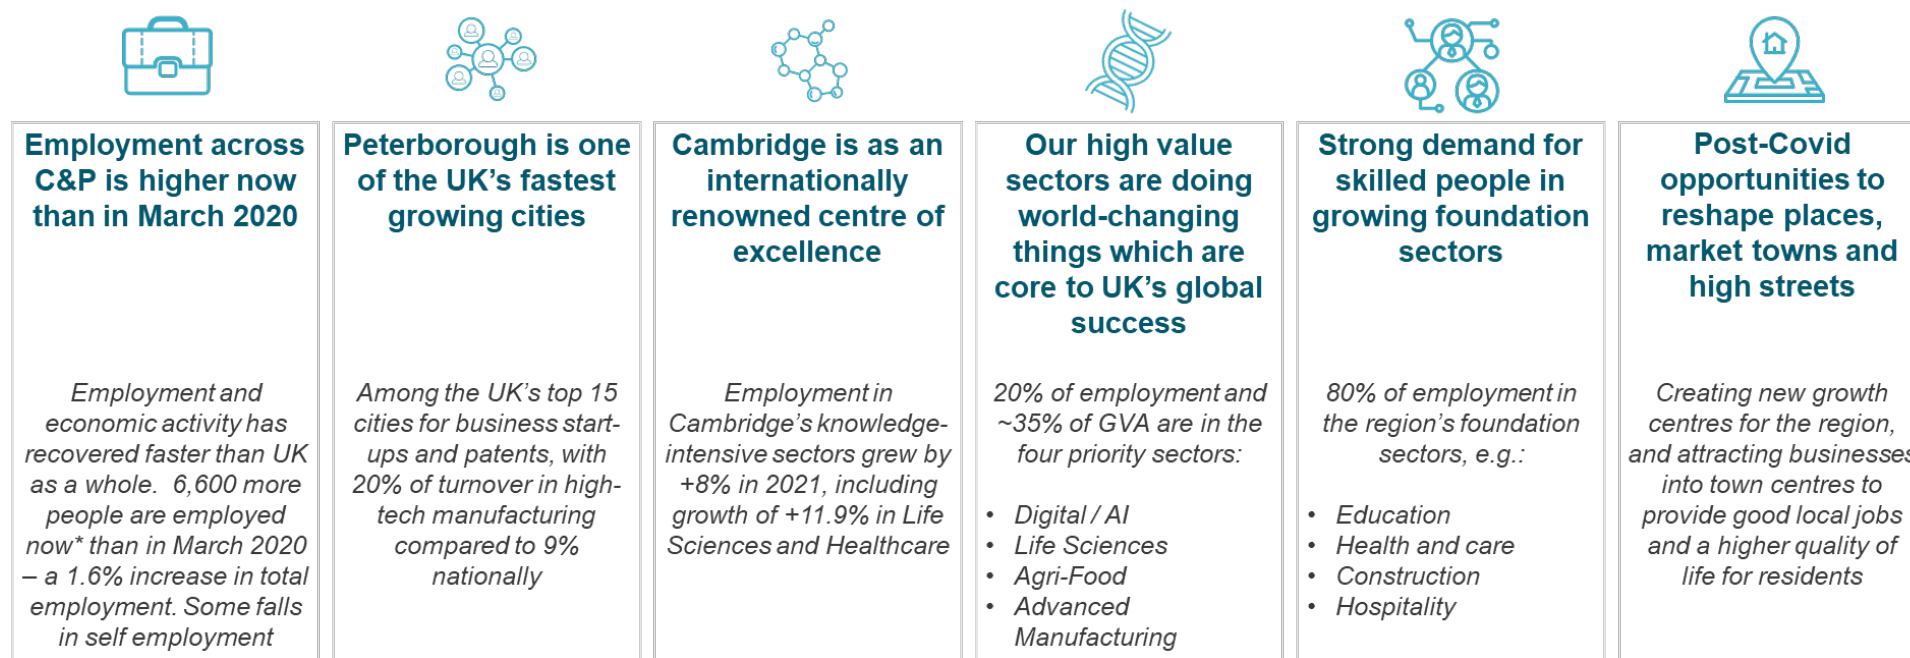 Employment across
C&P is higher now
than in March 2020
Employment and
economic activity has
recovered faster than UK
as a whole.  6,600 more
people are employed
now* than in March 2020
– a 1.6% increase in total
employment. Some falls
in self employment
Peterborough is one
of the UK’s fastest
growing cities
Among the UK’s top 15
cities for business start-
ups and patents, with
20% of turnover in high-
tech manufacturing
compared to 9%
nationally
Cambridge is as an
internationally
renowned centre of
excellence
Employment in
Cambridge’s knowledge-
intensive sectors grew by
+8% in 2021, including
growth of +11.9% in Life
Sciences and Healthcare
Our high value
sectors are doing
world-changing
things which are
core to UK’s global
success
20% of employment and
~35% of GVA are in the
four priority sectors:
• Digital / AI
• Life Sciences
• Agri-Food
• Advanced
Manufacturing
Strong demand for
skilled people in
growing foundation
sectors
80% of employment in
the region’s foundation
sectors, e.g.:
• Education
• Health and care
• Construction
• Hospitality
Post-Covid
opportunities to
reshape places,
market towns and
high streets
Creating new growth
centres for the region,
and attracting businesses
into town centres to
provide good local jobs
and a higher quality of
life for residents